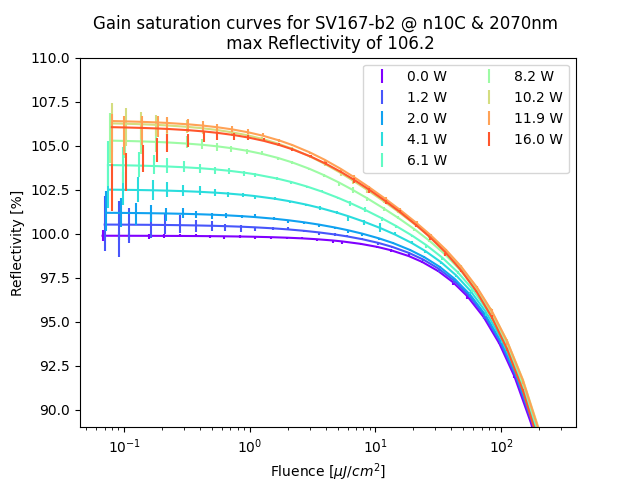 Gain saturation curves for SV167-b2 @ n10C & 2070nm
max Reflectivity of 106.2
110.0
107.5
105.0
102.5
100.0
97.5
95.0
92.5
90.0
Reflectivity [%]
0.0 W
1.2 W
2.0 W
4.1 W
6.1 W
8.2 W
10.2 W
11.9 W
16.0 W
10⁻¹
10⁰
10¹
10²
Fluence [μJ/cm²]